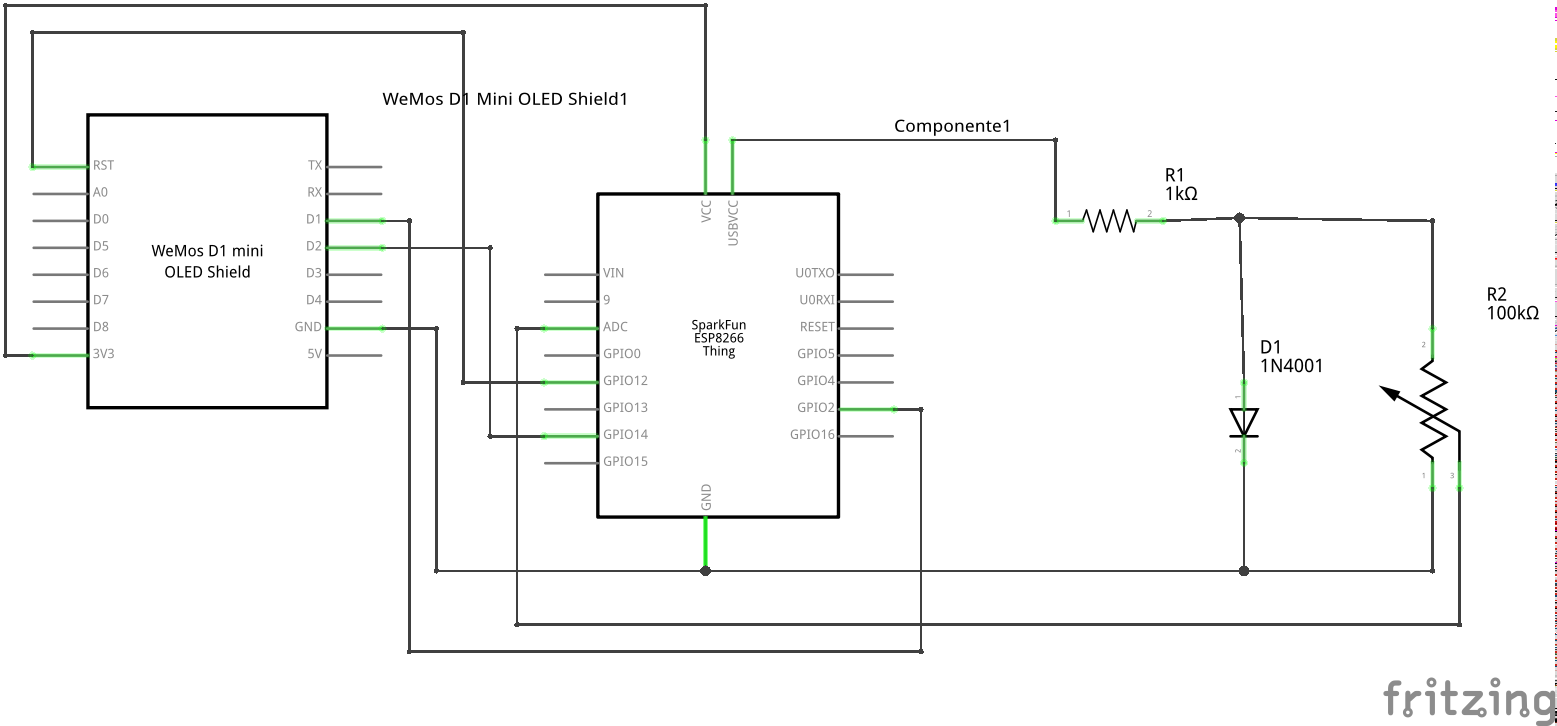 WeMos D1 Mini OLED Shield1
RST
A0
D0
D5
D6
D7
D8
3V3
WeMos D1 mini
OLED Shield
TX
RX
D1
D2
D3
D4
GND
5V
Componente1
VCC
USBVCC
VIN
9
ADC
GPIO0
GPIO12
GPIO13
GPIO14
GPIO15
SparkFun
ESP8266
Thing
U0TXO
U0RXI
RESET
GPIO5
GPIO4
GPIO2
GPIO16
GND
R1
1kΩ
1
2
D1
1N4001
1
2
R2
100kΩ
2
1
3
fritzing